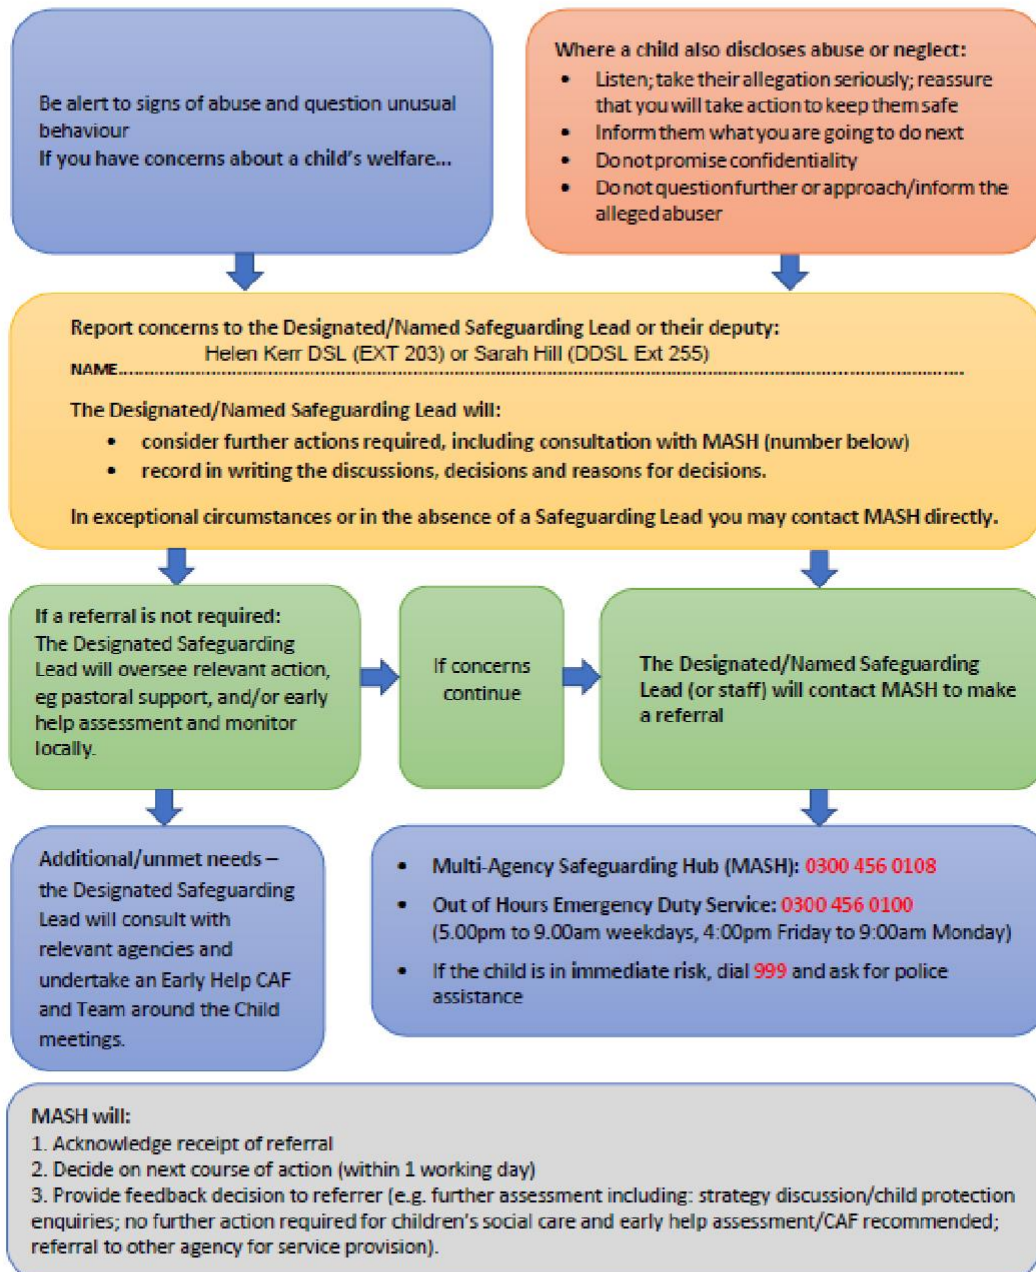 Be alert to signs of abuse and question unusual
behaviour
If you have concerns about a child's welfare...
Where a child also discloses abuse or neglect:
• Listen; take their allegation seriously; reassure
that you will take action to keep them safe
• Inform them what you are going to do next
• Do not promise confidentiality
• Do not question further or approach/inform the
alleged abuser
Report concerns to the Designated/Named Safeguarding Lead or their deputy:
Helen Kerr DSL (EXT 203) or Sarah Hill (DDSL Ext 255)
NAME..............................................................................................................
The Designated/Named Safeguarding Lead will:
• consider further actions required, including consultation with MASH (number below)
• record in writing the discussions, decisions and reasons for decisions.
In exceptional circumstances or in the absence of a Safeguarding Lead you may contact MASH directly.
If a referral is not required:
The Designated Safeguarding
Lead will oversee relevant action,
eg pastoral support, and/or early
help assessment and monitor
locally.
If concerns
continue
The Designated/Named Safeguarding
Lead (or staff) will contact MASH to make
a referral
Additional/unmet needs –
the Designated Safeguarding
Lead will consult with
relevant agencies and
undertake an Early Help CAF
and Team around the Child
meetings.
• Multi-Agency Safeguarding Hub (MASH): 0300 456 0108
• Out of Hours Emergency Duty Service: 0300 456 0100
(5.00pm to 9.00am weekdays, 4:00pm Friday to 9:00am Monday)
• If the child is in immediate risk, dial 999 and ask for police
assistance
MASH will:
1. Acknowledge receipt of referral
2. Decide on next course of action (within 1 working day)
3. Provide feedback decision to referrer (e.g. further assessment including: strategy discussion/child protection
enquiries; no further action required for children's social care and early help assessment/CAF recommended;
referral to other agency for service provision).